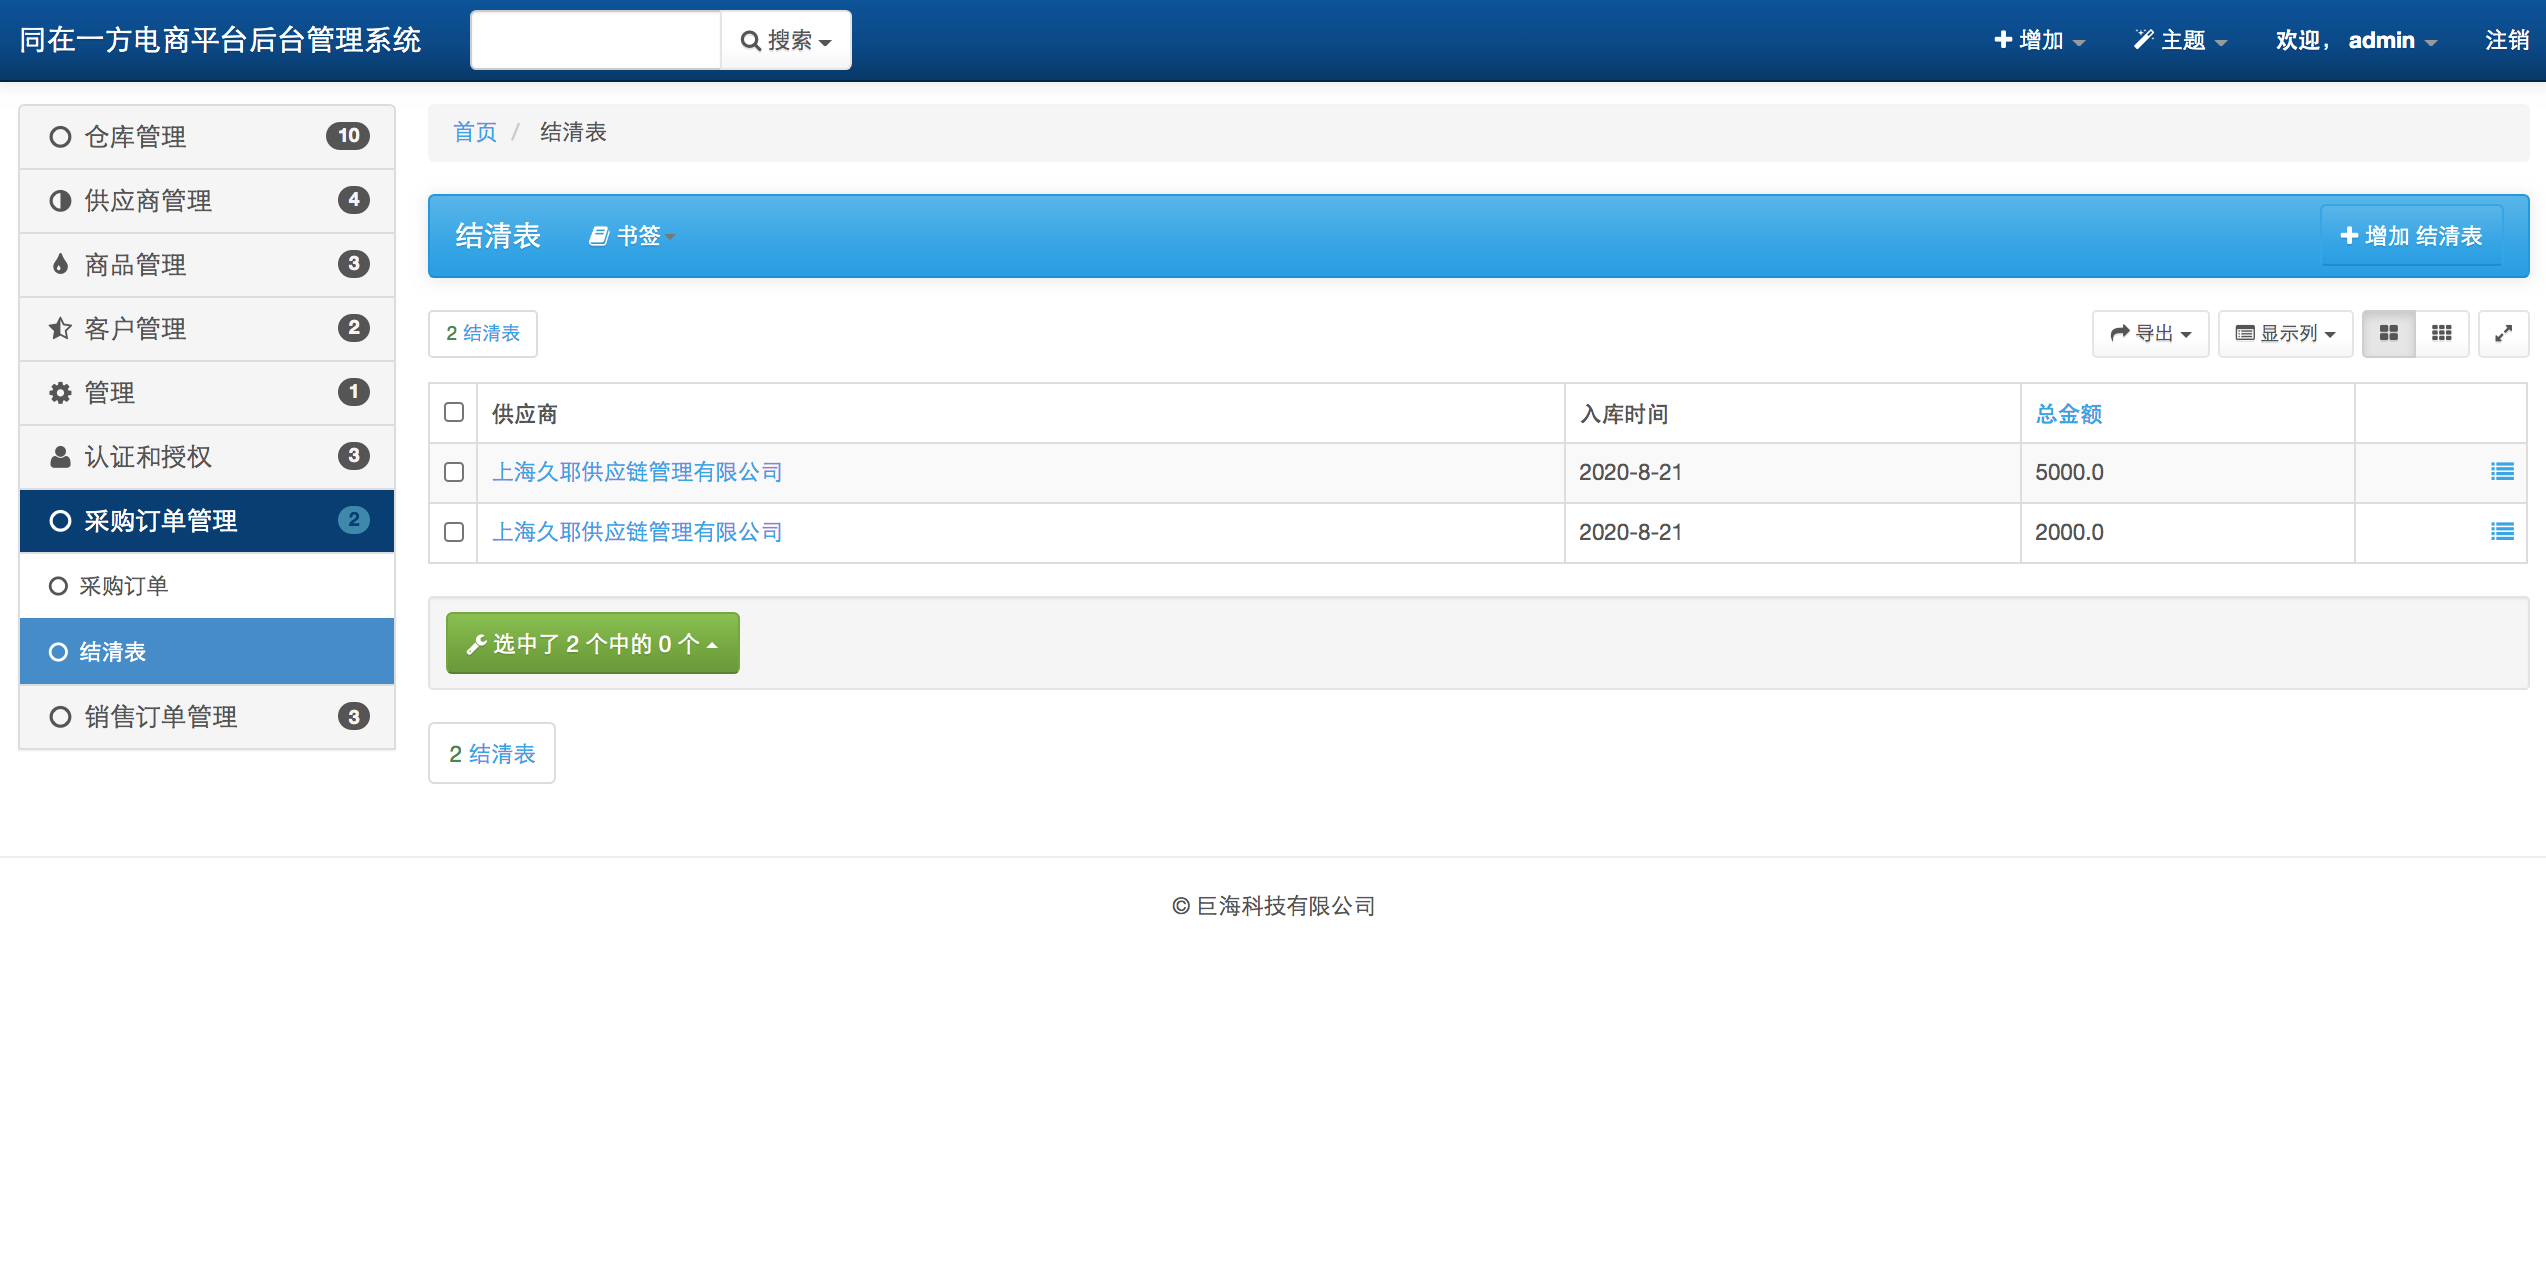 同在一方电商平台后台管理系统 搜索 增加 主题 欢迎， admin 注销
仓库管理 10
供应商管理 4
商品管理 3
客户管理 2
管理 1
认证和授权 3
采购订单管理 2
采购订单
结清表
销售订单管理 3
首页 / 结清表
结清表 书签 增加 结清表
2 结清表 导出 显示列
供应商 入库时间 总金额
上海久耶供应链管理有限公司 2020-8-21 5000.0
上海久耶供应链管理有限公司 2020-8-21 2000.0
选中了 2 个中的 0 个
2 结清表
© 巨海科技有限公司